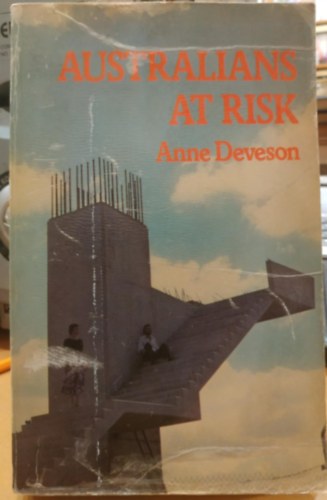 AUSTRALIANS
AT RISK
Anne Deveson